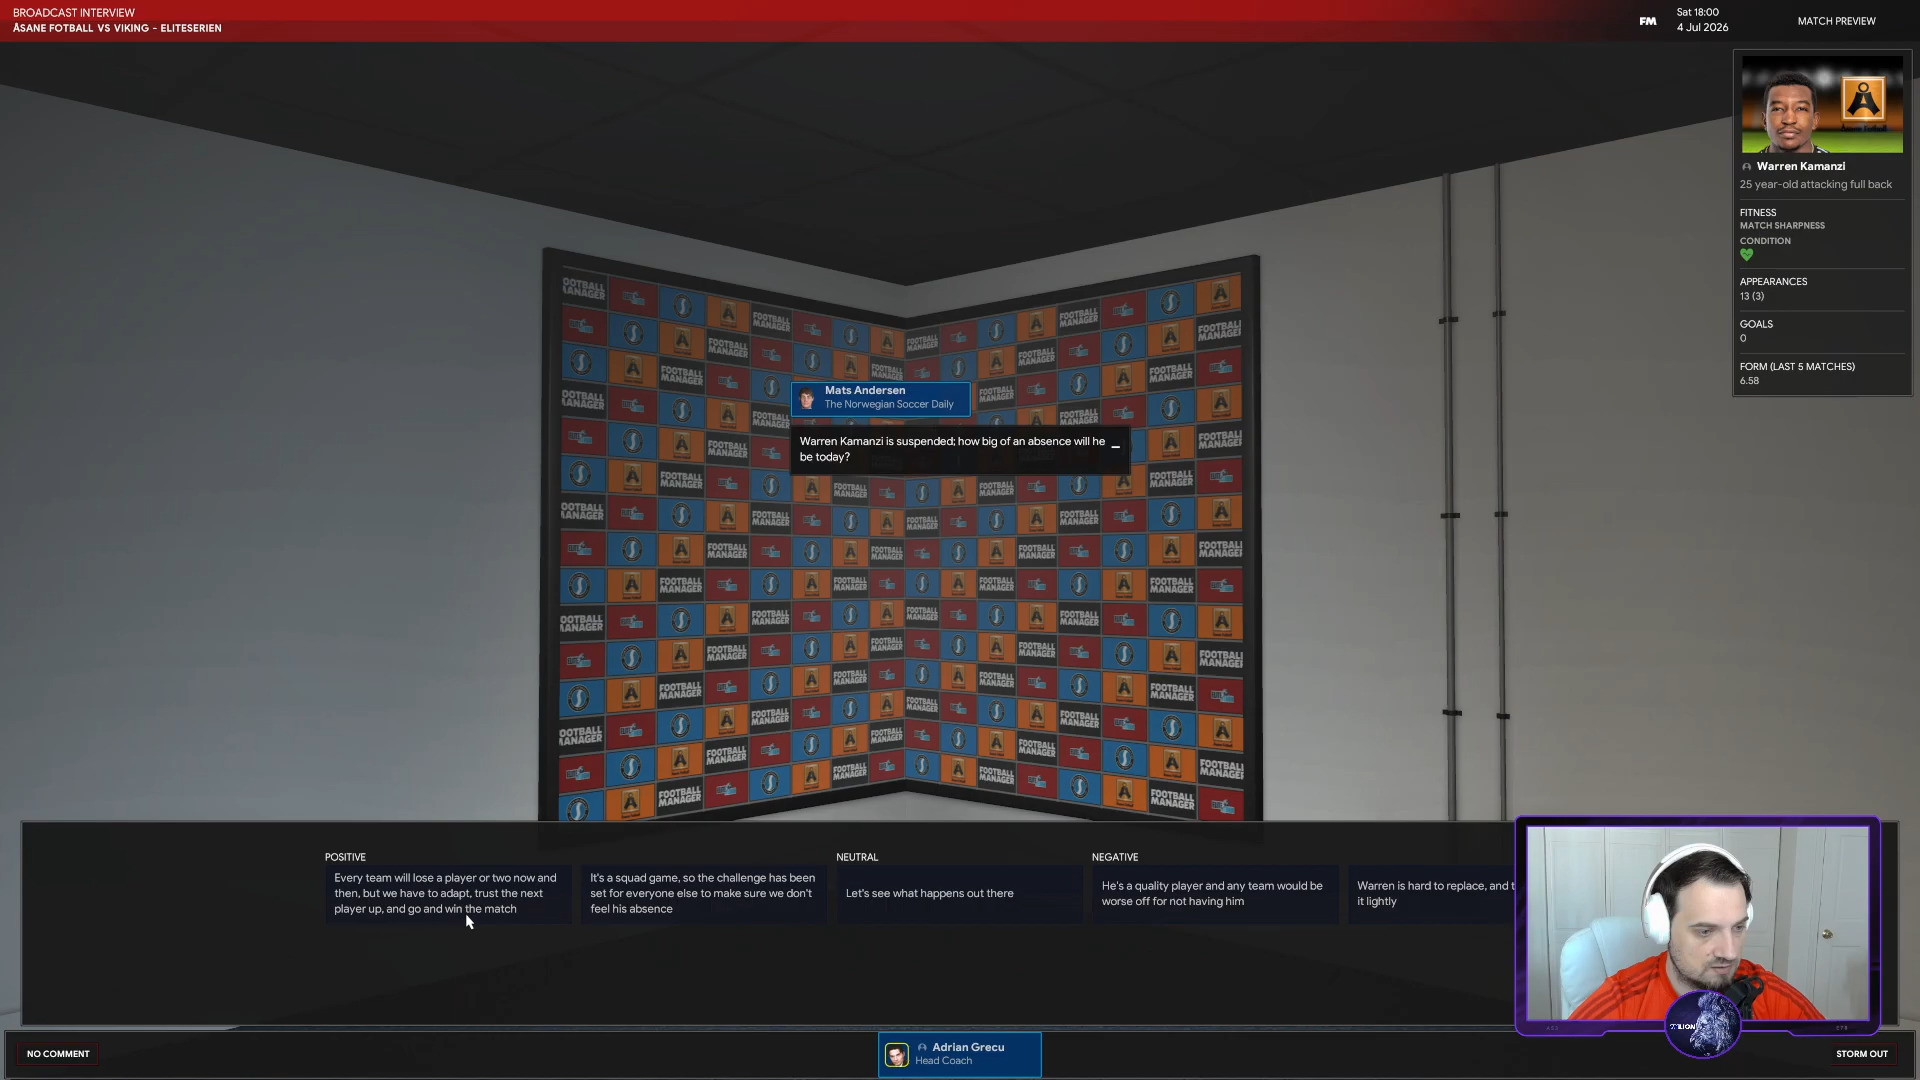 BROADCAST INTERVIEW
ÅSANE FOTBALL VS VIKING - ELITESERIEN
FM
Sat 18:00
4 Jul 2026
MATCH PREVIEW
Warren Kamanzi
25 year-old attacking full back
FITNESS
MATCH SHARPNESS
CONDITION
APPEARANCES
13 (3)
GOALS
0
FORM (LAST 5 MATCHES)
6.58
FOOTBALL MANAGER
Mats Andersen
The Norwegian Soccer Daily
Warren Kamanzi is suspended; how big of an absence will he
be today?
POSITIVE
Every team will lose a player or two now and
then, but we have to adapt, trust the next
player up, and go and win the match
It's a squad game, so the challenge has been
set for everyone else to make sure we don't
feel his absence
NEUTRAL
Let's see what happens out there
NEGATIVE
He's a quality player and any team would be
worse off for not having him
Warren is hard to replace, and t
it lightly
NO COMMENT
Adrian Grecu
Head Coach
STORM OUT